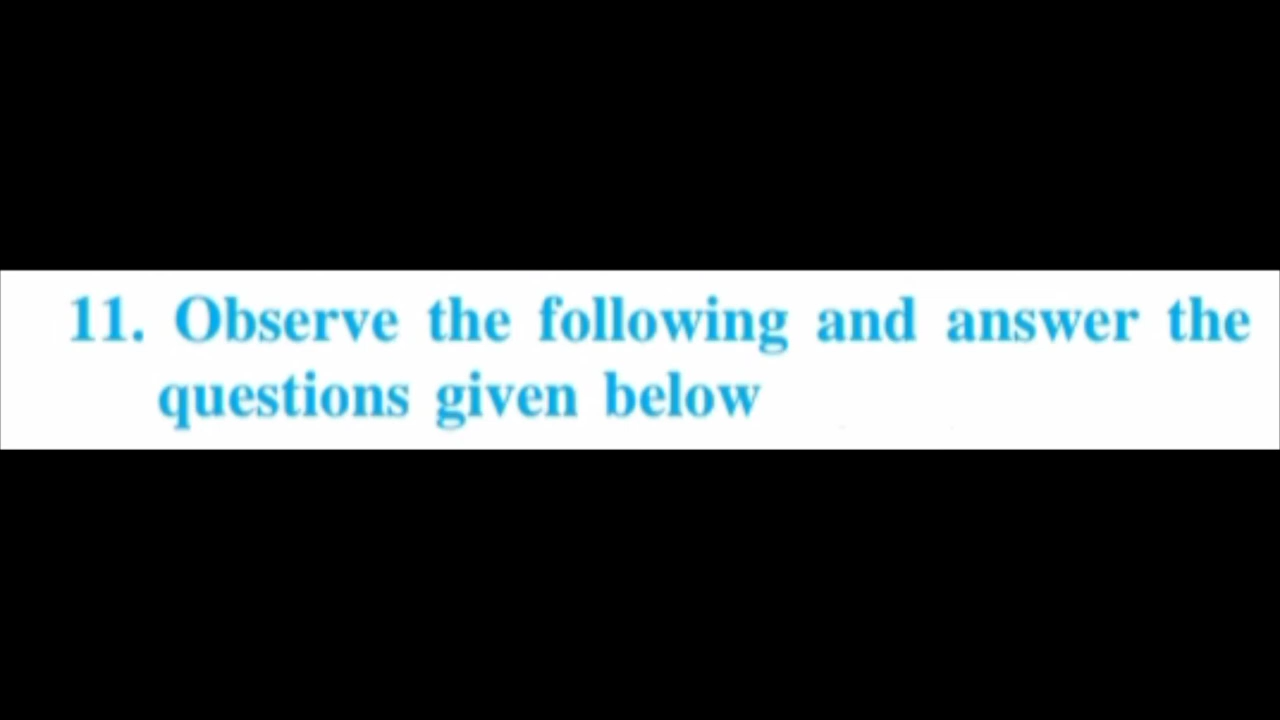 11. Observe the following and answer the
questions given below